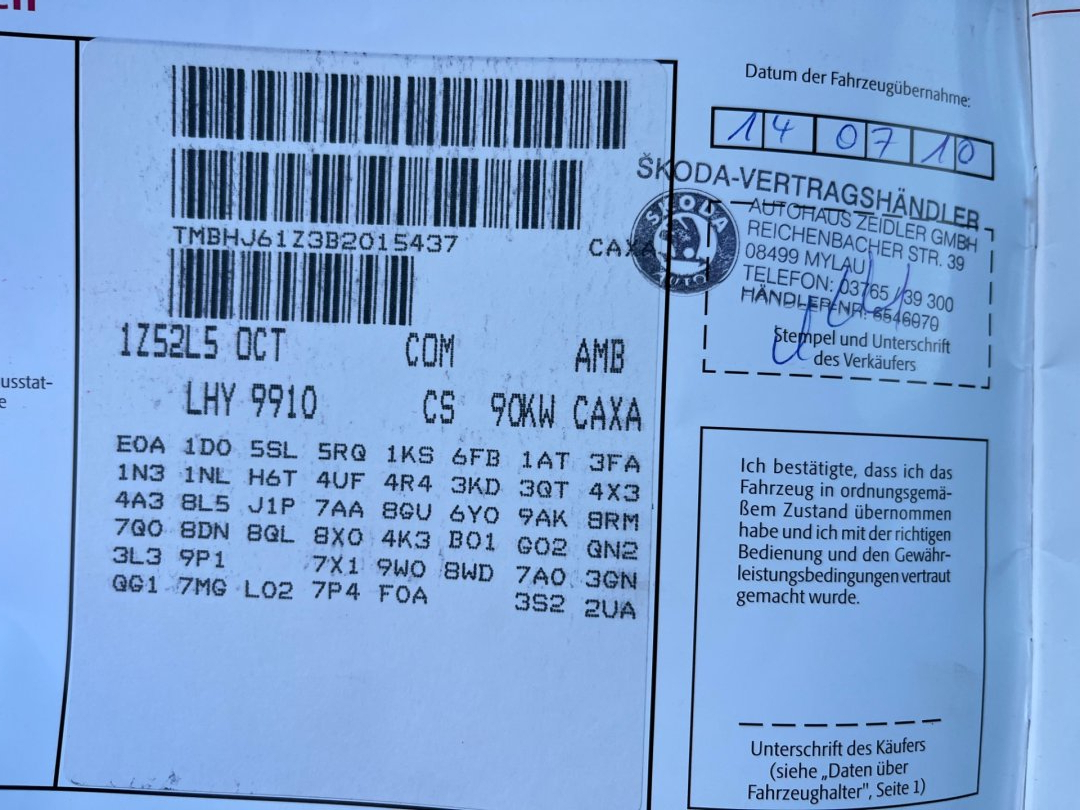 TMBHJ61Z3B2015437 CAXA
1Z52L5 OCT COM AMB
LHY 9910 CS 90KW CAXA
E0A 1D0 5SL 5RQ 1KS 6FB 1AT 3FA
1N3 1NL H6T 4UF 4R4 3KD 3QT 4X3
4A3 8L5 J1P 7AA 8GU 6Y0 9AK 8RM
7Q0 8DN 8QL 8X0 4K3 B01 G02 QN2
3L3 9P1 7X1 9W0 8WD 7A0 3GN
QG1 7MG L02 7P4 F0A 3S2 2UA
usstat-
e
Datum der Fahrzeugübernahme:
14 07 10
ŠKODA-VERTRAGSHÄNDLER
SKODA
AUTO
AUTOHAUS ZEIDLER GMBH
REICHENBACHER STR. 39
08499 MYLAU
TELEFON: 03765 / 39 300
HÄNDLER-NR: 6546070
Stempel und Unterschrift
des Verkäufers
Ich bestätigte, dass ich das
Fahrzeug in ordnungsgemä-
ßem Zustand übernommen
habe und ich mit der richtigen
Bedienung und den Gewähr-
leistungsbedingungen vertraut
gemacht wurde.
Unterschrift des Käufers
(siehe „Daten über
Fahrzeughalter", Seite 1)